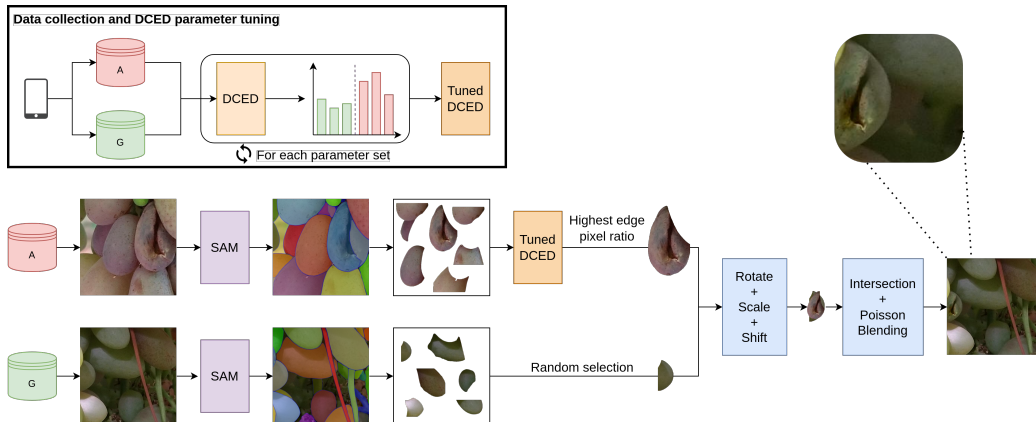 Data collection and DCED parameter tuning
A
G
DCED
Tuned
DCED
For each parameter set
A
SAM
Tuned
DCED
Highest edge
pixel ratio
Rotate
+
Scale
+
Shift
Intersection
+
Poisson
Blending
G
SAM
Random selection